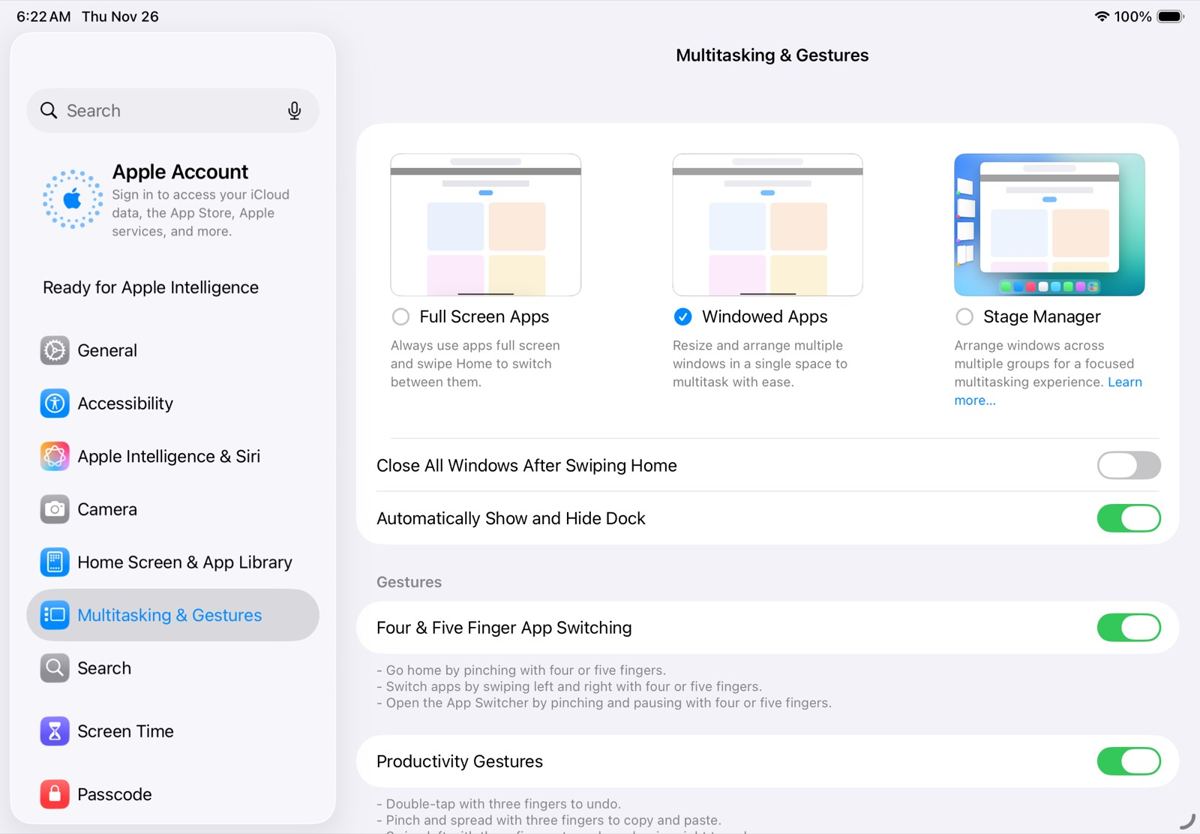 6:22 AM Thu Nov 26
100%
Search
Apple Account
Sign in to access your iCloud
data, the App Store, Apple
services, and more.
Ready for Apple Intelligence
General
Accessibility
Apple Intelligence & Siri
Camera
Home Screen & App Library
Multitasking & Gestures
Search
Screen Time
Passcode
Multitasking & Gestures
Full Screen Apps
Always use apps full screen
and swipe Home to switch
between them.
Windowed Apps
Resize and arrange multiple
windows in a single space to
multitask with ease.
Stage Manager
Arrange windows across
multiple groups for a focused
multitasking experience. Learn
more...
Close All Windows After Swiping Home
Automatically Show and Hide Dock
Gestures
Four & Five Finger App Switching
- Go home by pinching with four or five fingers.
- Switch apps by swiping left and right with four or five fingers.
- Open the App Switcher by pinching and pausing with four or five fingers.
Productivity Gestures
- Double-tap with three fingers to undo.
- Pinch and spread with three fingers to copy and paste.